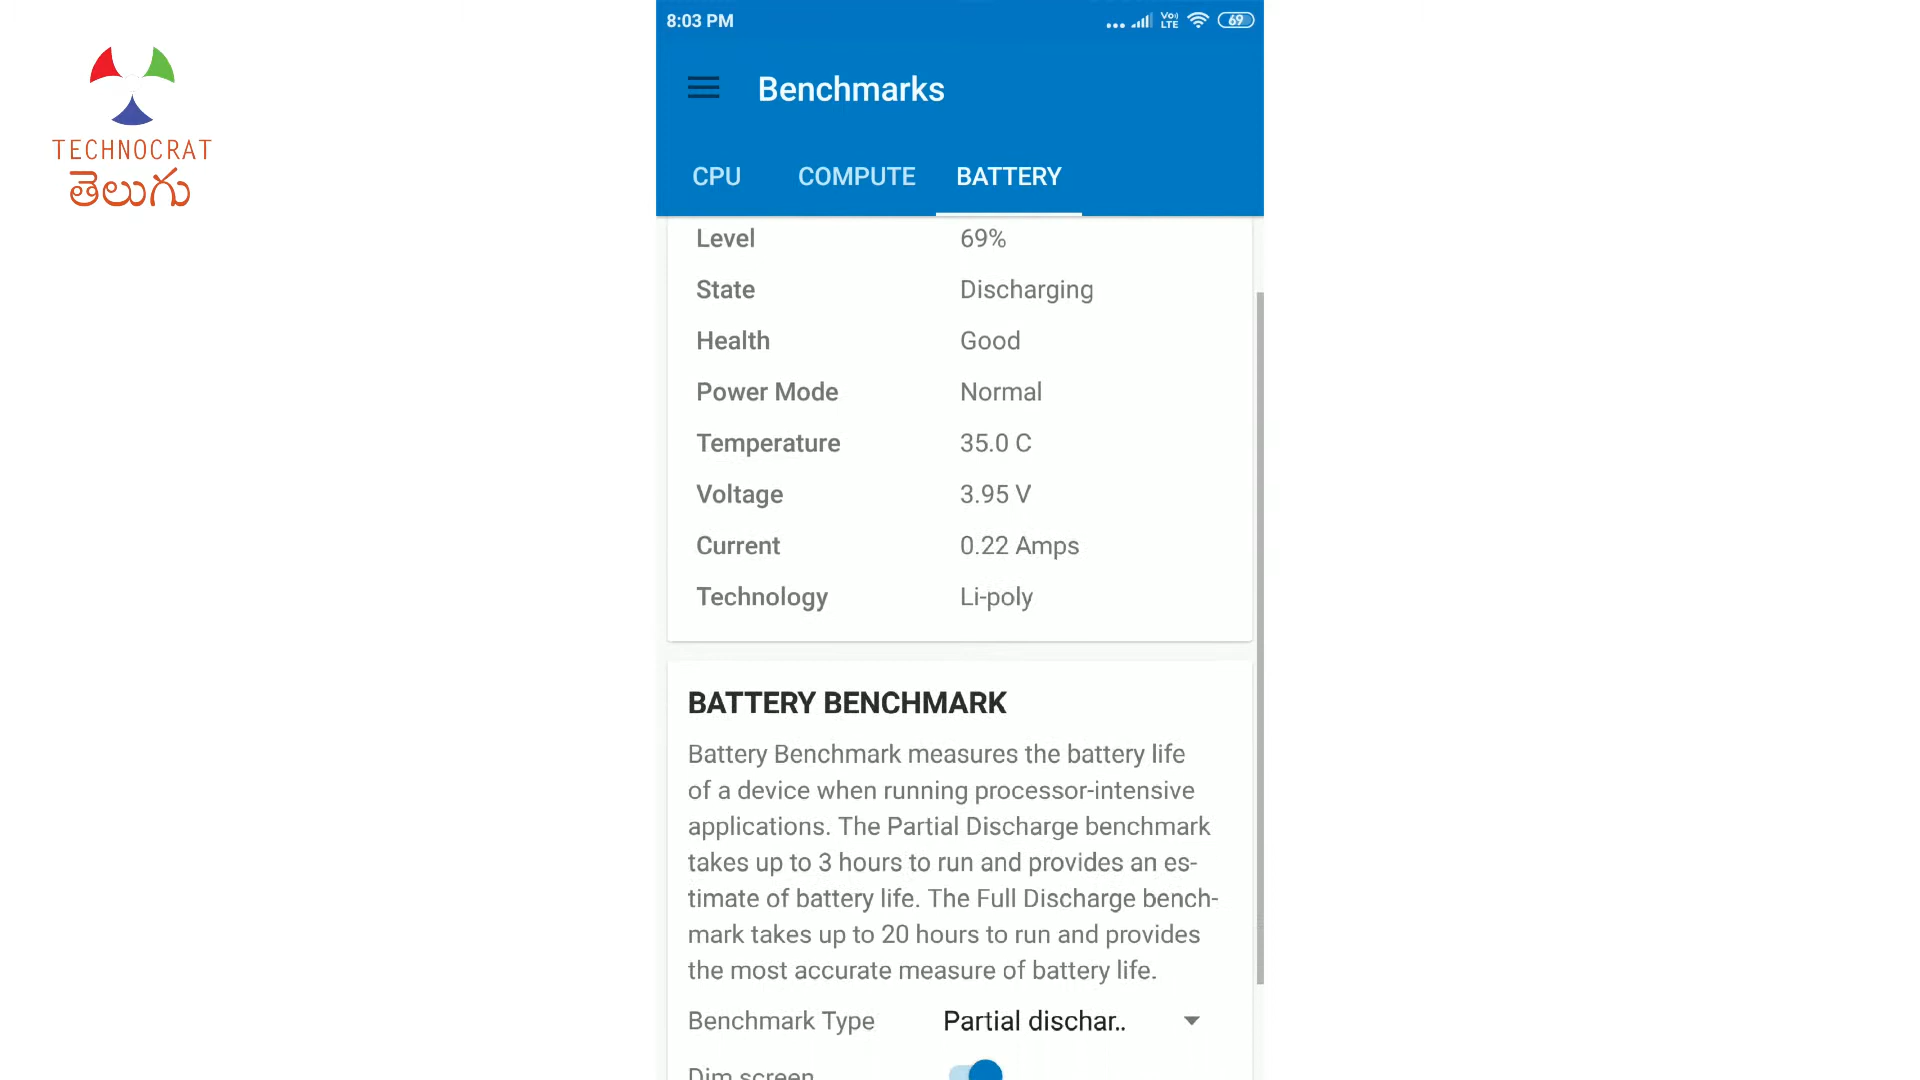 TECHNOCRAT
తెలుగు
8:03 PM
Vo) LTE 69
Benchmarks
CPU COMPUTE BATTERY
Level 69%
State Discharging
Health Good
Power Mode Normal
Temperature 35.0 C
Voltage 3.95 V
Current 0.22 Amps
Technology Li-poly
BATTERY BENCHMARK
Battery Benchmark measures the battery life
of a device when running processor-intensive
applications. The Partial Discharge benchmark
takes up to 3 hours to run and provides an es-
timate of battery life. The Full Discharge bench-
mark takes up to 20 hours to run and provides
the most accurate measure of battery life.
Benchmark Type Partial dischar..
Dim screen